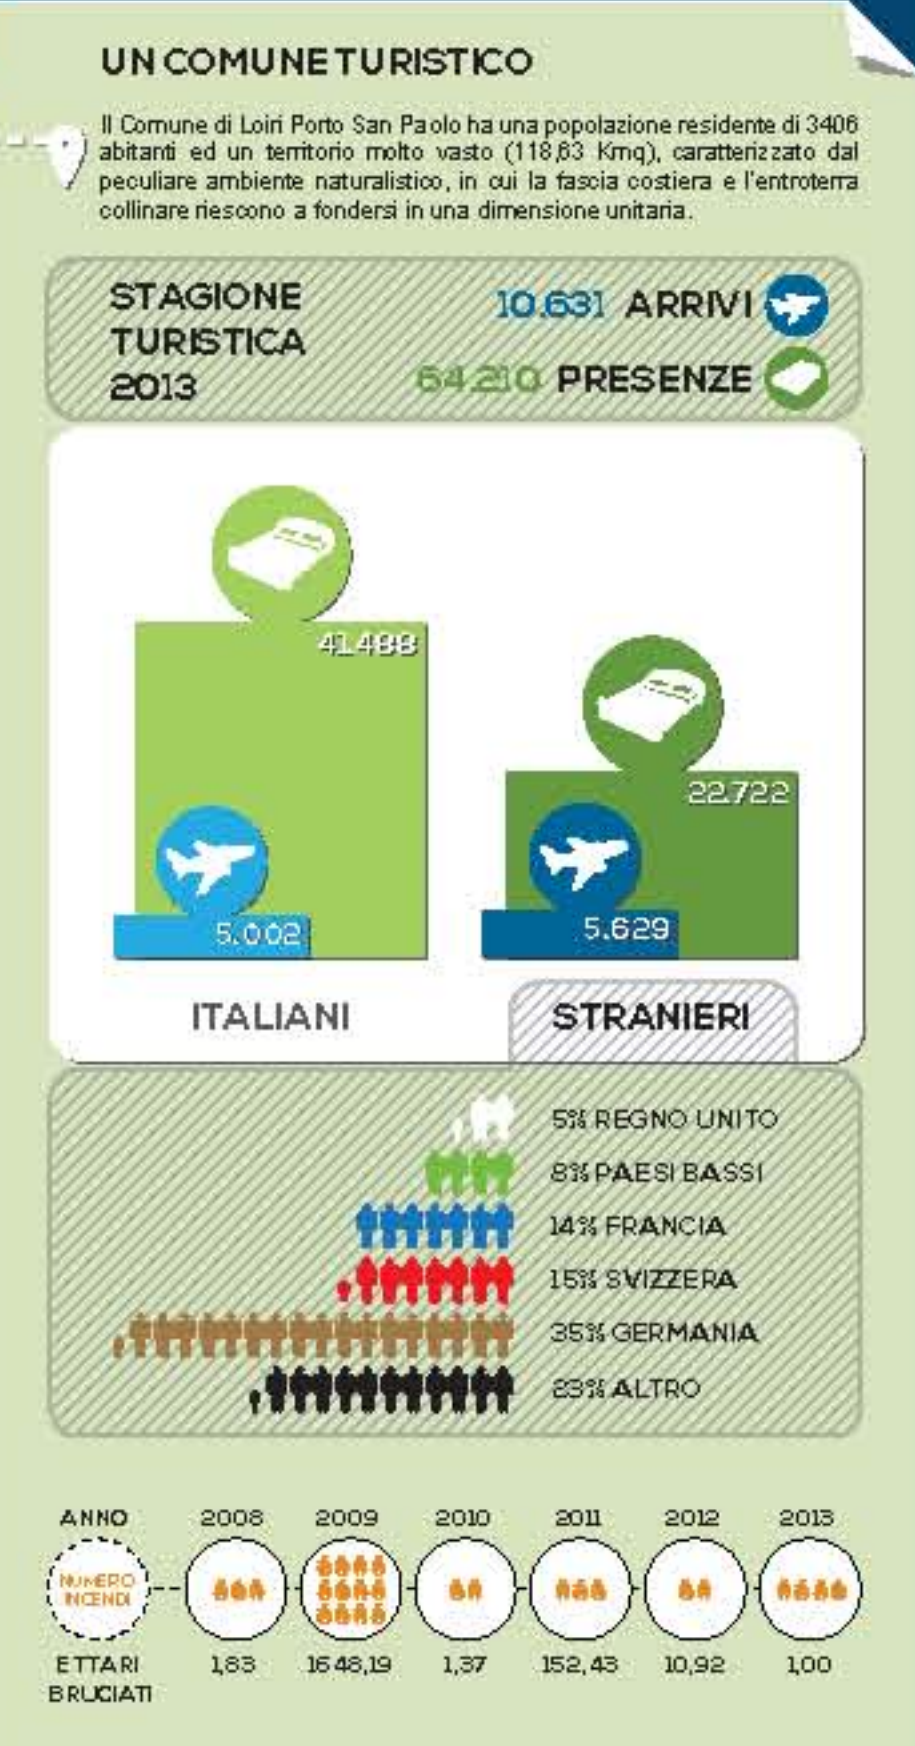 UN COMUNE TURISTICO
Il Comune di Loiri Porto San Paolo ha una popolazione residente di 3406
abitanti ed un territorio molto vasto (118,63 Kmq), caratterizzato dal
peculiare ambiente naturalistico, in cui la fascia costiera e l'entroterra
collinare riescono a fondersi in una dimensione unitaria.
STAGIONE
TURISTICA
2013
10.631 ARRIVI
64.210 PRESENZE
41.488
22.722
5.002
5.629
ITALIANI
STRANIERI
5% REGNO UNITO
8% PAESI BASSI
14% FRANCIA
15% SVIZZERA
35% GERMANIA
23% ALTRO
ANNO 2008 2009 2010 2011 2012 2013
NUMERO
INCENDI
ETTARI
BRUCIATI
1,83 1648,19 1,37 152,43 10,92 1,00